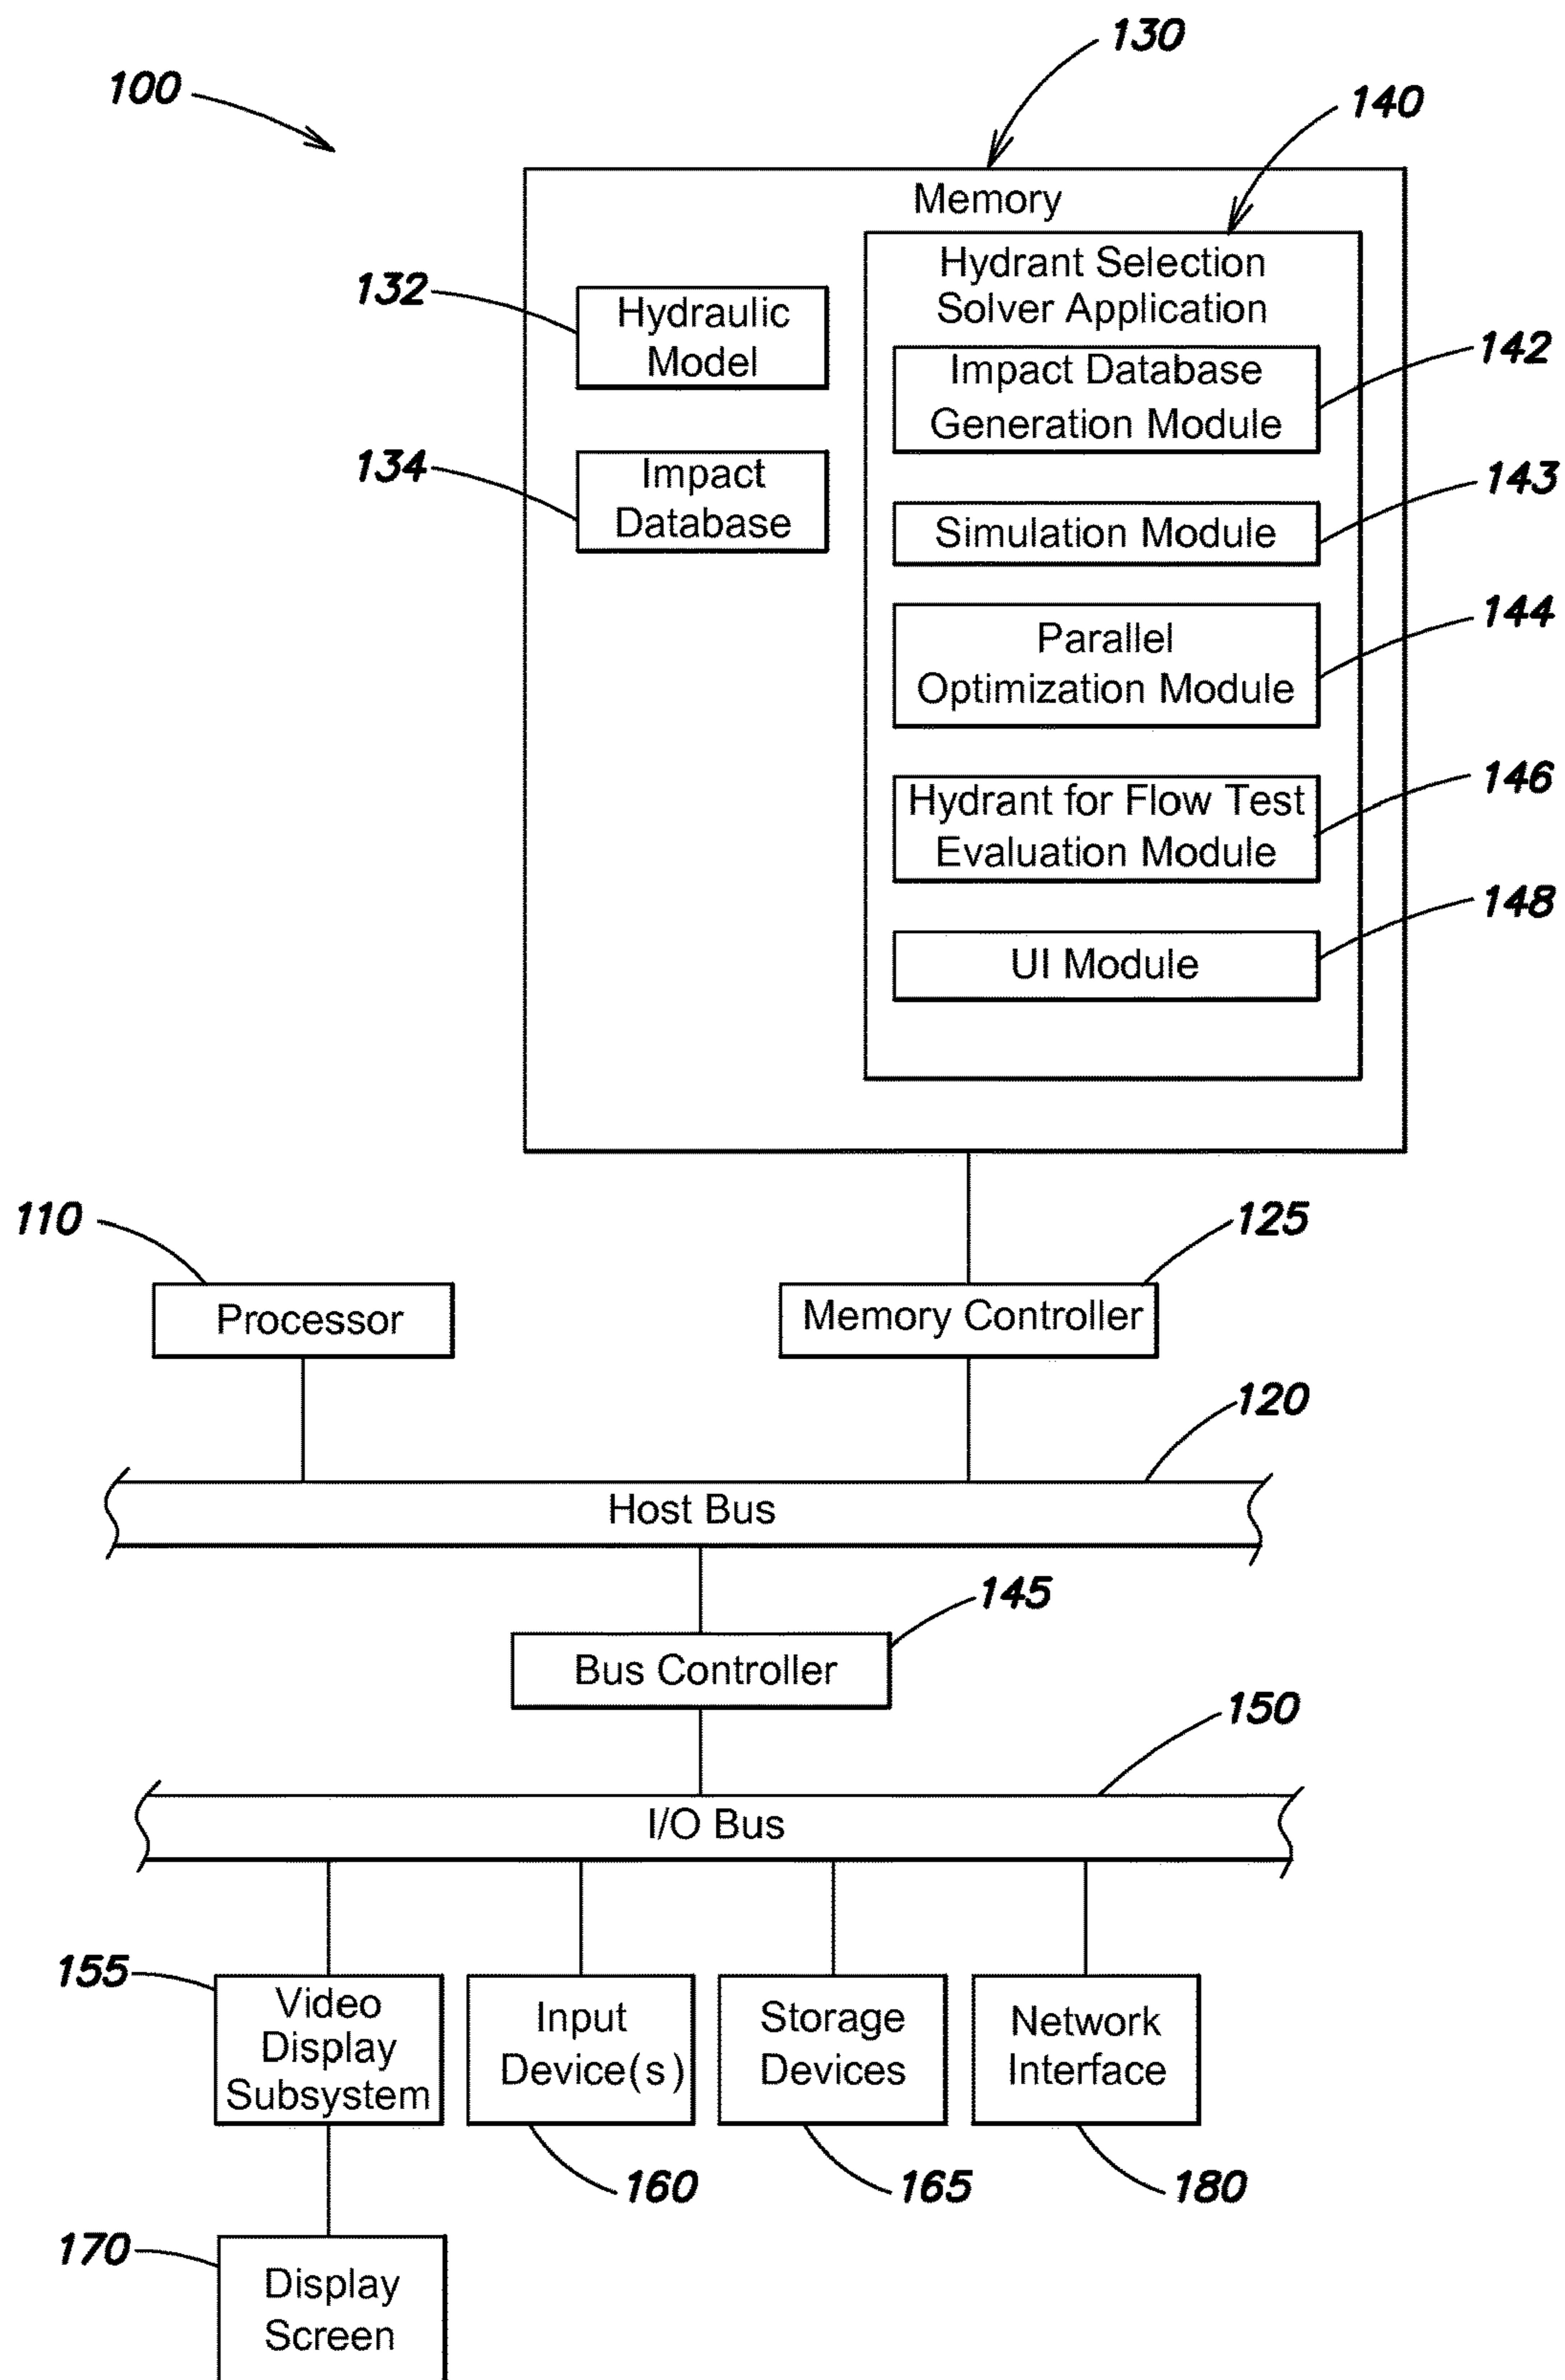 130
100
140
Memory
Hydrant Selection
Solver Application
132
Hydraulic
Model
142
Impact Database
Generation Module
134
Impact
Database
143
Simulation Module
144
Parallel
Optimization Module
146
Hydrant for Flow Test
Evaluation Module
148
UI Module
110
125
Processor
Memory Controller
120
Host Bus
145
Bus Controller
150
I/O Bus
155
Video
Display
Subsystem
Input
Device(s)
Storage
Devices
Network
Interface
160
165
180
170
Display
Screen